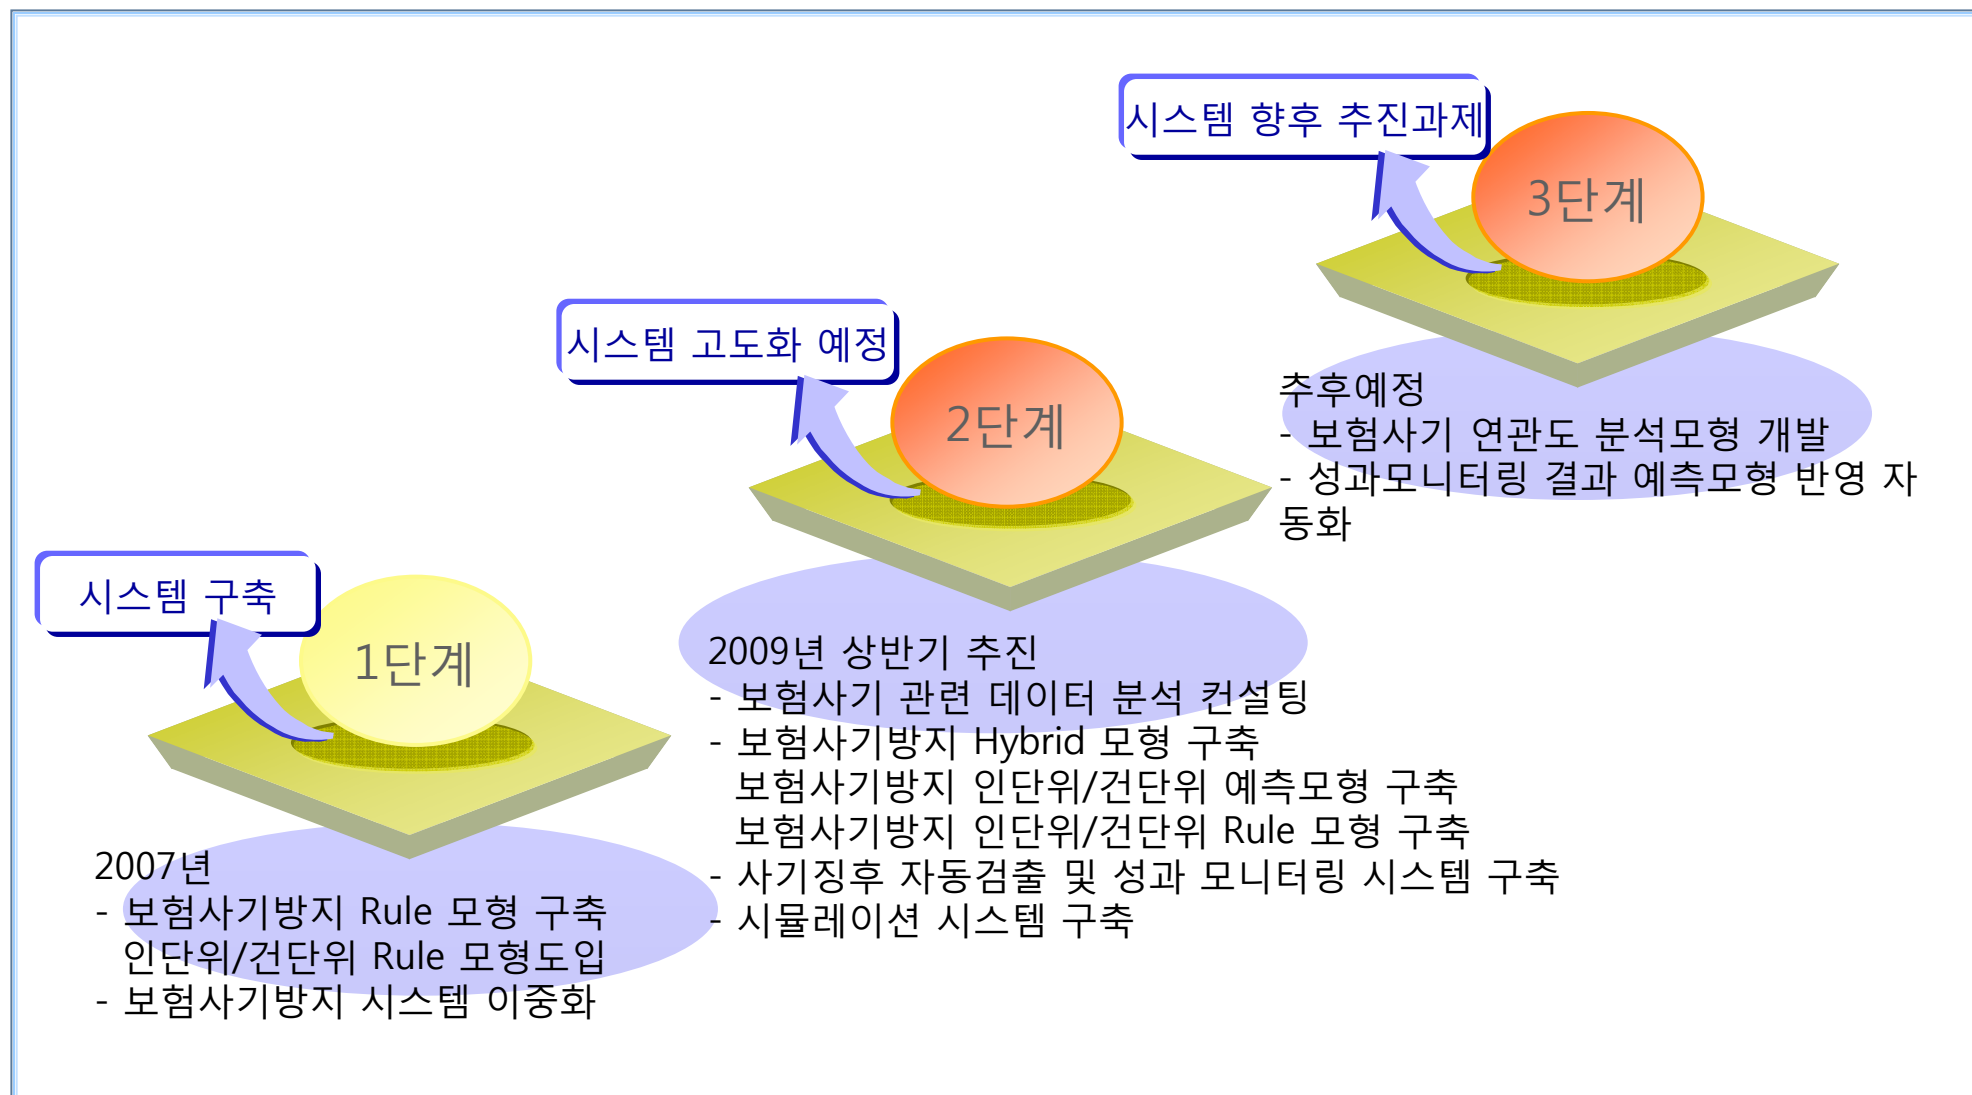 시스템 구축
1단계
2007년
- 보험사기방지 Rule 모형 구축
인단위/건단위 Rule 모형도입
- 보험사기방지 시스템 이중화
시스템 고도화 예정
2단계
2009년 상반기 추진
- 보험사기 관련 데이터 분석 컨설팅
- 보험사기방지 Hybrid 모형 구축
보험사기방지 인단위/건단위 예측모형 구축
보험사기방지 인단위/건단위 Rule 모형 구축
- 사기징후 자동검출 및 성과 모니터링 시스템 구축
- 시뮬레이션 시스템 구축
시스템 향후 추진과제
3단계
추후예정
- 보험사기 연관도 분석모형 개발
- 성과모니터링 결과 예측모형 반영 자
동화